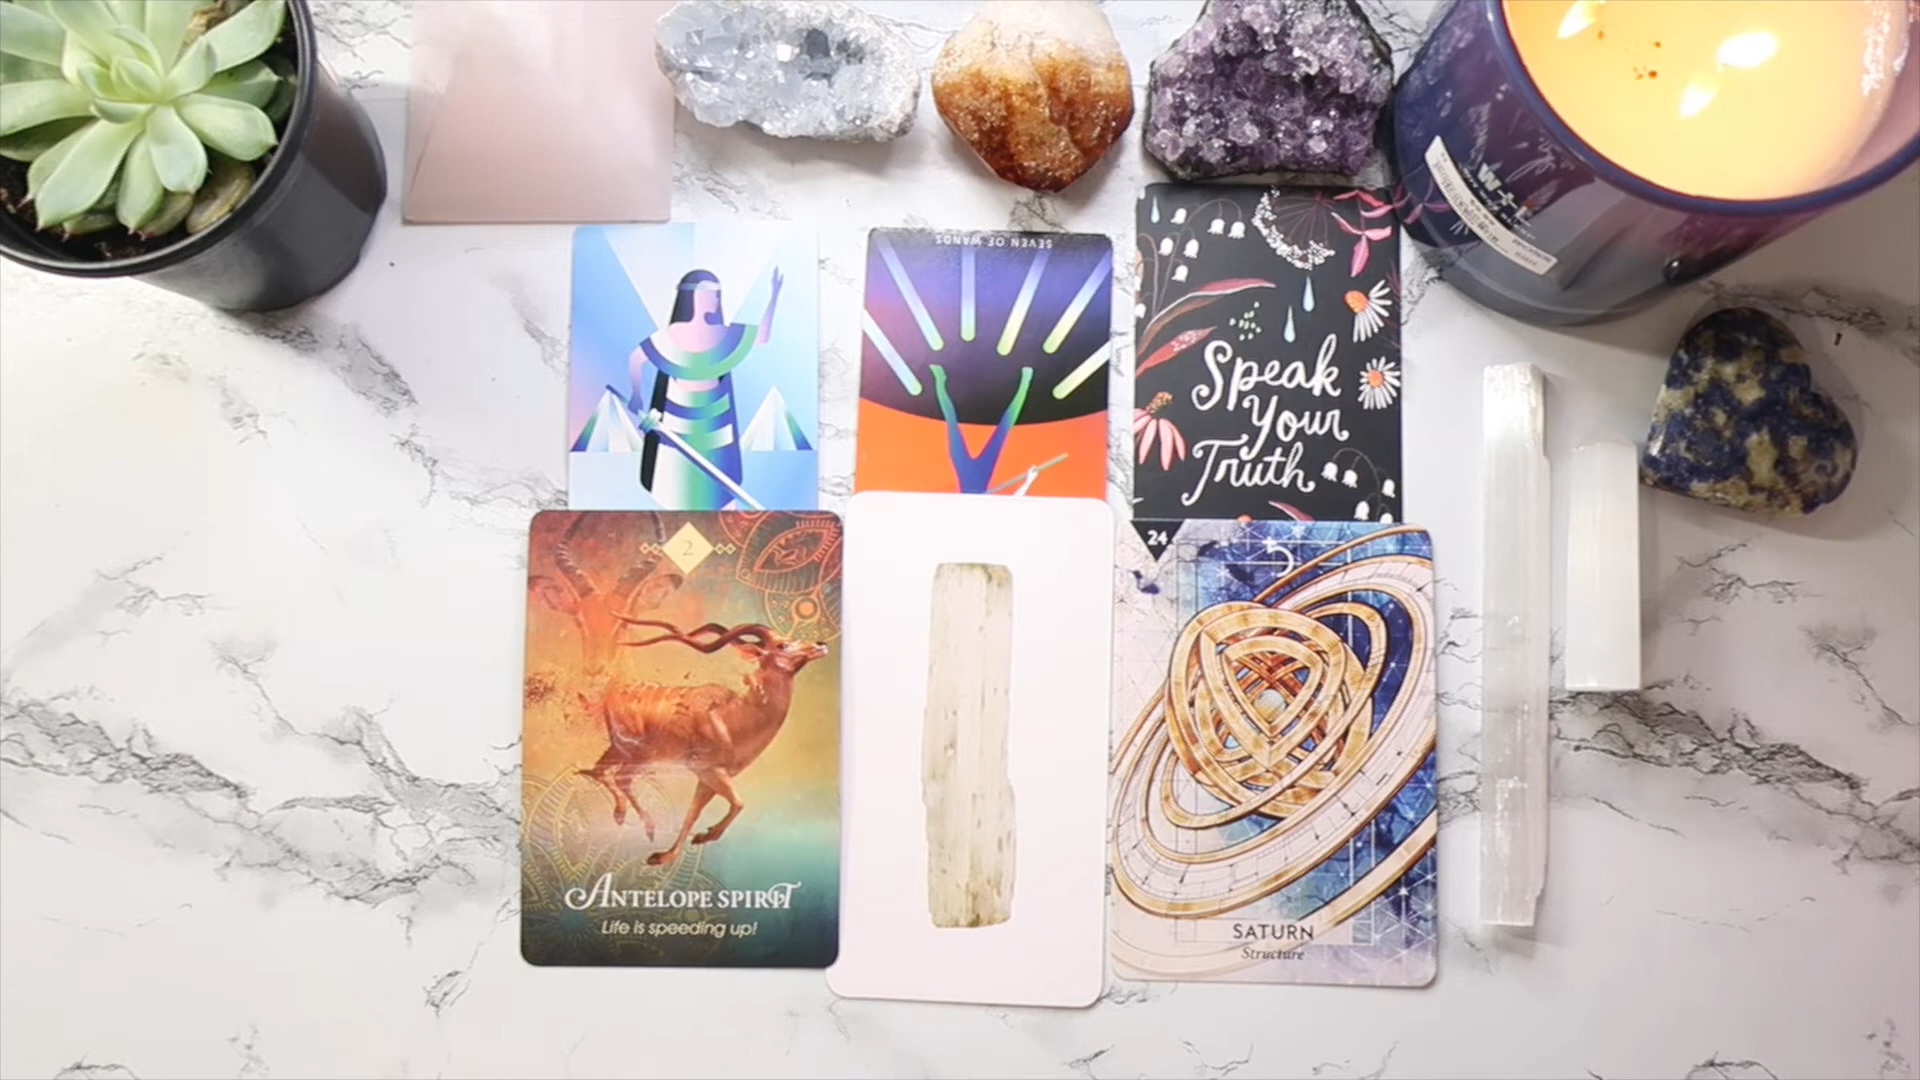 SEVEN OF WANDS
Speak
Your
Truth
2
24
ANTELOPE SPIRIT
Life is speeding up!
SATURN
Structure